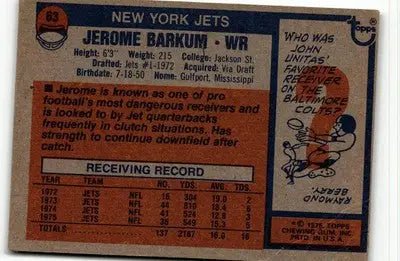 63
NEW YORK JETS
JEROME BARKUM • WR
Height: 6'3" Weight: 215 College: Jackson St.
Drafted: Jets #1-1972 Acquired: Via Draft
Birthdate: 7-18-50 Home: Gulfport, Mississippi
Jerome is known as one of pro
football's most dangerous receivers and
is looked to by Jet quarterbacks
frequently in clutch situations. Has
strength to continue downfield after
catch.
RECEIVING RECORD
YEAR TEAM NO. YDS. AVG. TD
1972 JETS NFL 16 304 19.0 2
1973 JETS NFL 44 810 18.4 6
1974 JETS NFL 41 524 12.8 3
1975 JETS NFL 36 549 15.3 5
TOTALS 137 2187 16.0 16
topps
WHO WAS
JOHN
UNITAS'
FAVORITE
RECEIVER
ON THE
BALTIMORE
COLTS?
RAYMOND
BERRY.
© 1976 TOPPS
CHEWING GUM, INC.
PRTD. IN U.S.A.